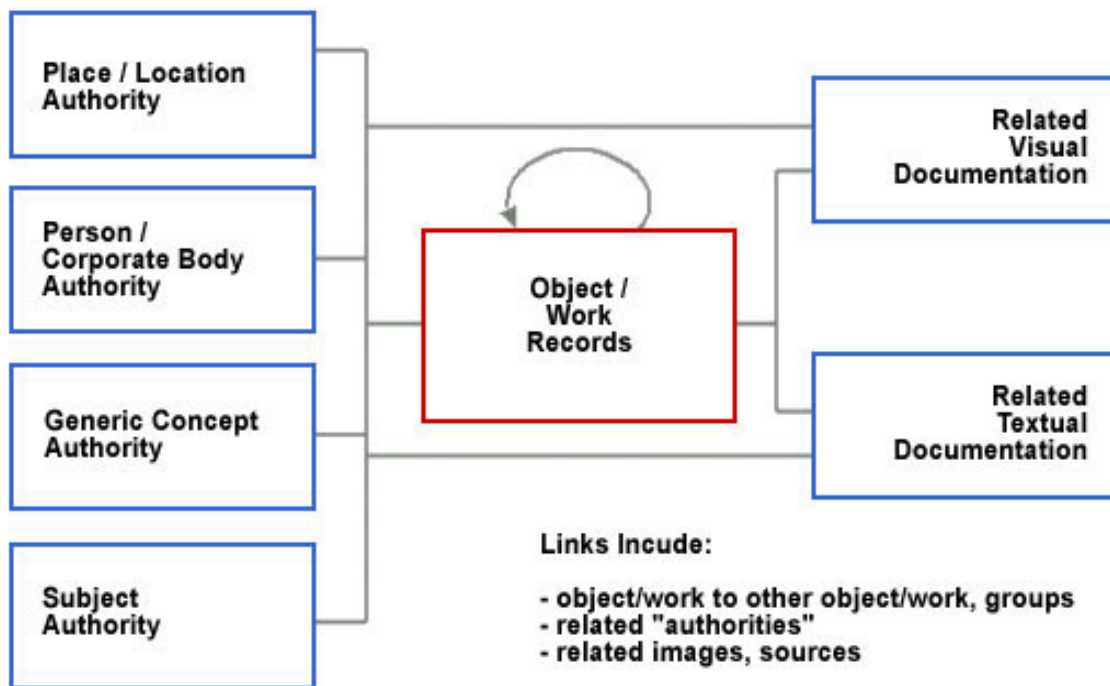 Place / Location
Authority
Person /
Corporate Body
Authority
Generic Concept
Authority
Subject
Authority
Object /
Work
Records
Related
Visual
Documentation
Related
Textual
Documentation
Links Incude:
- object/work to other object/work, groups
- related "authorities"
- related images, sources